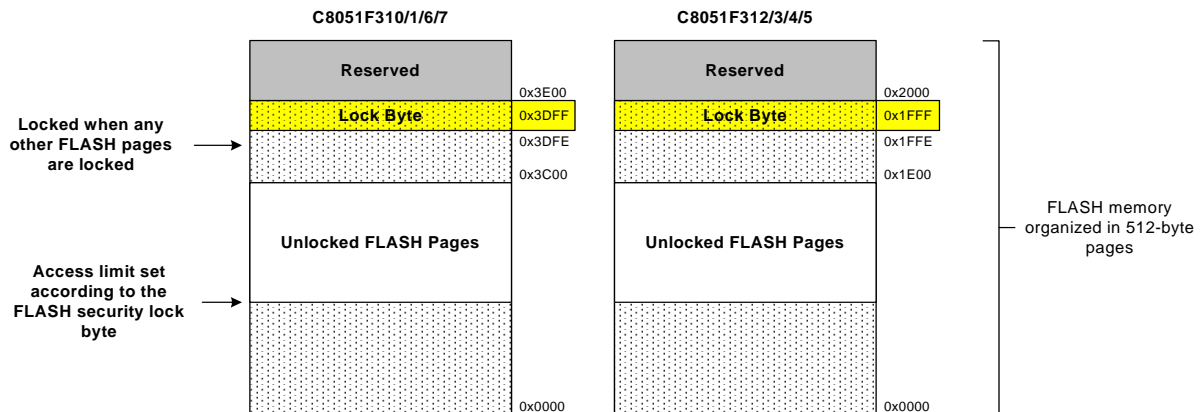 C8051F310/1/6/7
C8051F312/3/4/5
Reserved
0x3E00
Lock Byte
0x3DFF
0x3DFE
0x3C00
Unlocked FLASH Pages
0x0000
Locked when any
other FLASH pages
are locked
Access limit set
according to the
FLASH security lock
byte
Reserved
0x2000
Lock Byte
0x1FFF
0x1FFE
0x1E00
Unlocked FLASH Pages
0x0000
FLASH memory
organized in 512-byte
pages